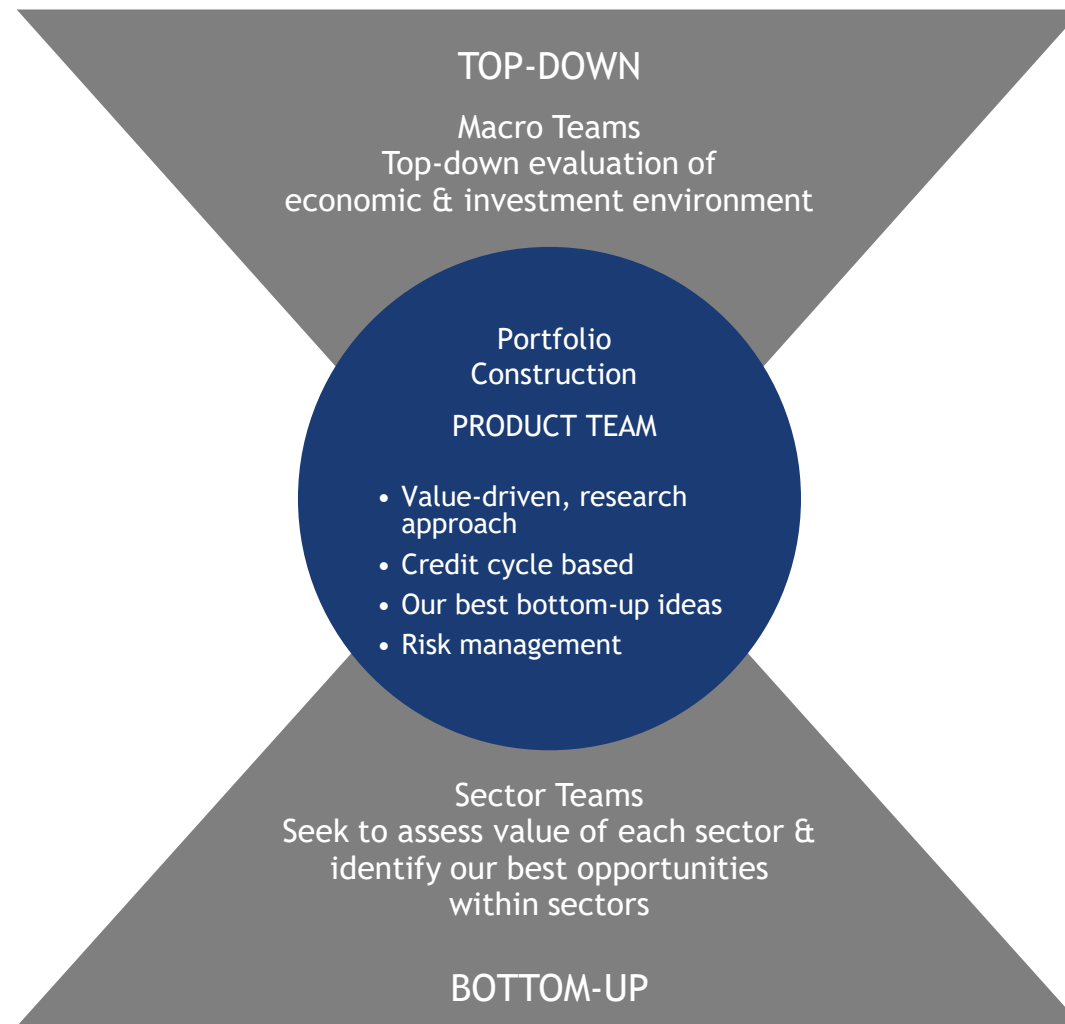 TOP-DOWN
Macro Teams
Top-down evaluation of
economic & investment environment
Portfolio
Construction
PRODUCT TEAM
• Value-driven, research
approach
• Credit cycle based
• Our best bottom-up ideas
• Risk management
Sector Teams
Seek to assess value of each sector &
identify our best opportunities
within sectors
BOTTOM-UP